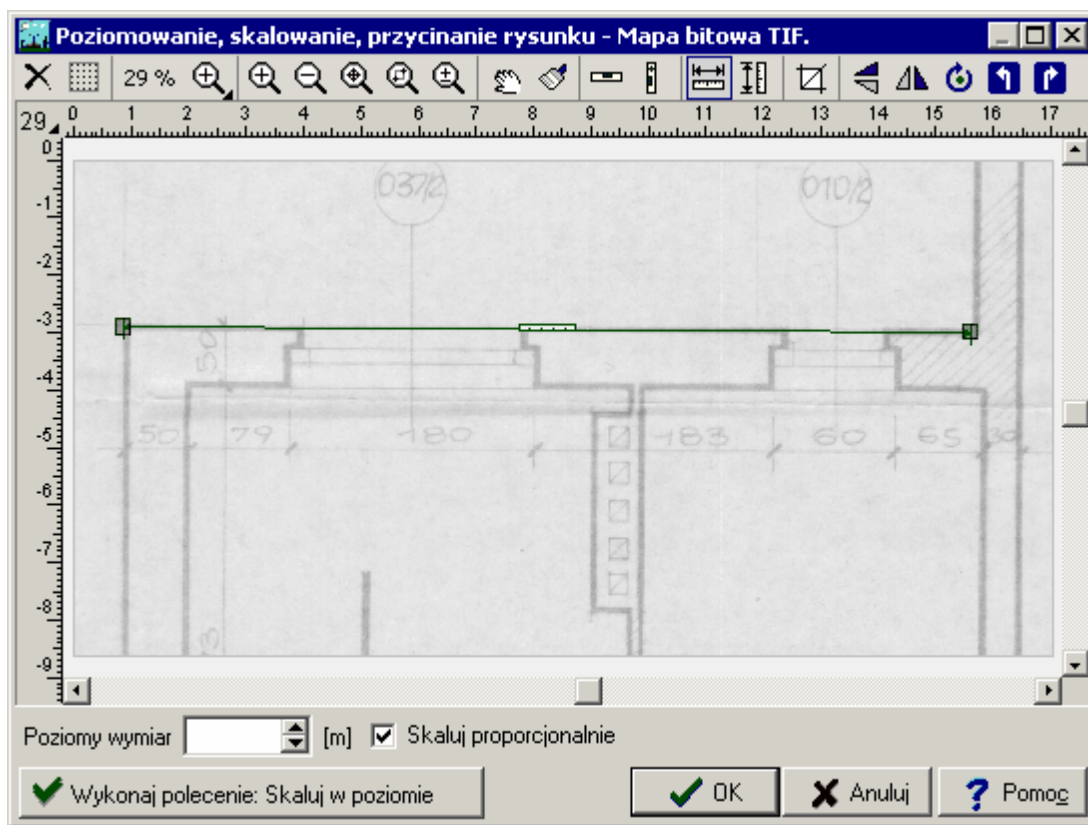 Poziomowanie, skalowanie, przycinanie rysunku - Mapa bitowa TIF.
29 %
29 0 1 2 3 4 5 6 7 8 9 10 11 12 13 14 15 16 17
0
-1
-2
-3
-4
-5
-6
-7
-8
-9
037/2 010/2
50
50 79 180 183 60 65 30
3
Poziomy wymiar [m] Skaluj proporcjonalnie
Wykonaj polecenie: Skaluj w poziomie OK Anuluj Pomoc